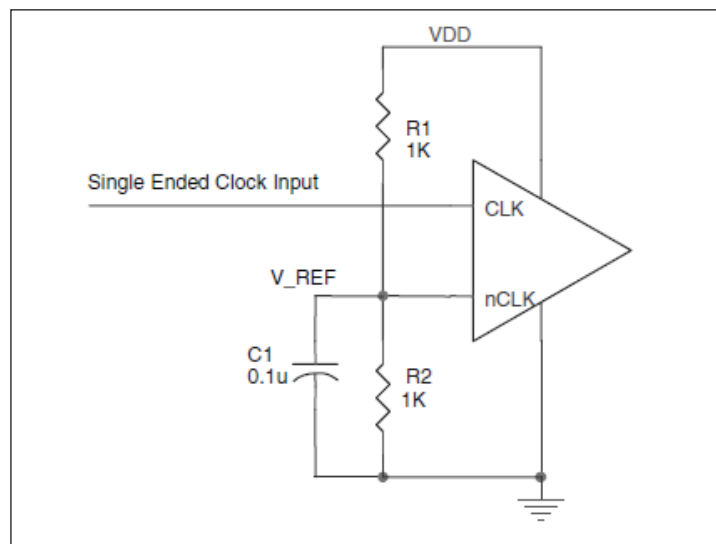 VDD
R1
1K
Single Ended Clock Input
CLK
V_REF
nCLK
C1
0.1u
R2
1K